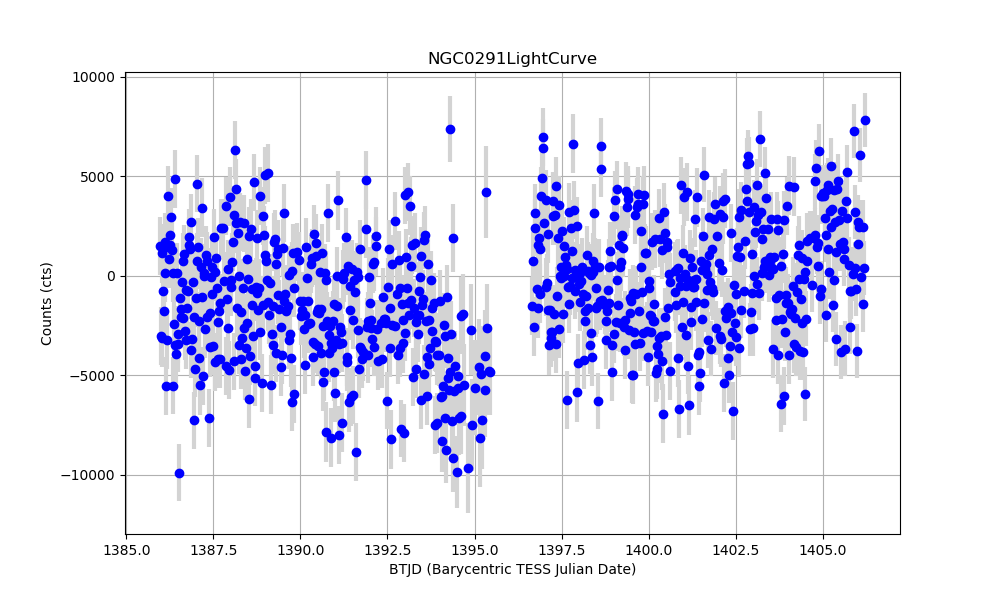 NGC0291LightCurve
10000
5000
0
−5000
−10000
Counts (cts)
1385.0 1387.5 1390.0 1392.5 1395.0 1397.5 1400.0 1402.5 1405.0
BTJD (Barycentric TESS Julian Date)